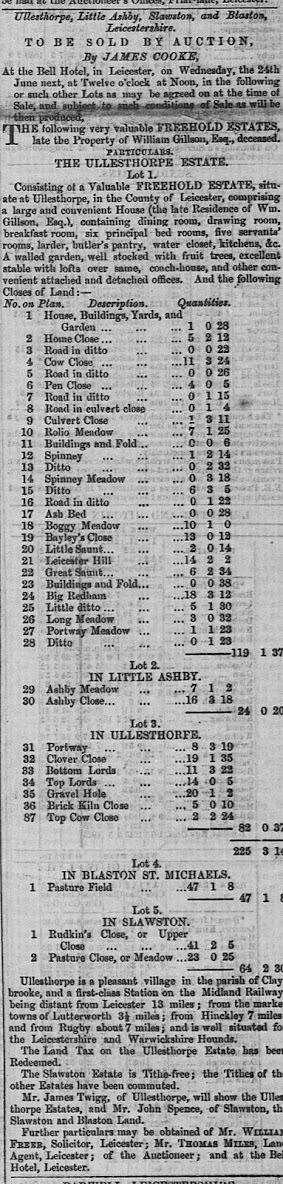 be had at the Auctioneer's Offices, Friar-lane, Leicester.
Ullesthorpe, Little Ashby, Slawston, and Blaston,
Leicestershire.
TO BE SOLD BY AUCTION,
By JAMES COOKE,
At the Bell Hotel, in Leicester, on Wednesday, the 24th
June next, at Twelve o'clock at Noon, in the following
or such other Lots as may be agreed on at the time of
Sale, and subject to such conditions of Sale as will be
then produced,
THE following very valuable FREEHOLD ESTATES,
late the Property of William Gillson, Esq., deceased.
PARTICULARS.
THE ULLESTHORPE ESTATE.
Lot 1.
Consisting of a Valuable FREEHOLD ESTATE, situ-
ate at Ullesthorpe, in the County of Leicester, comprising
a large and convenient House (the late Residence of Wm.
Gillson, Esq.), containing dining room, drawing room,
breakfast room, six principal bed rooms, five servants'
rooms, larder, butler's pantry, water closet, kitchens, &c.
A walled garden, well stocked with fruit trees, excellent
stable with lofts over same, coach-house, and other con-
venient attached and detached offices. And the following
Closes of Land:—
No. on Plan. Description. Quantities.
1 House, Buildings, Yards, and
Garden ... ... ... 1 0 28
2 Home Close ... ... ... 5 2 12
3 Road in ditto ... ... 0 0 22
4 Cow Close ... ... ...11 3 24
5 Road in ditto ... ... 0 0 26
6 Pen Close ... ... ... 4 0 5
7 Road in ditto ... ... 0 1 15
8 Road in culvert close ... 0 1 4
9 Culvert Close ... ... 1 3 11
10 Rolio Meadow ... ... 7 1 25
11 Buildings and Fold ... ... 0 0 6
12 Spinney ... ... ... 1 2 14
13 Ditto ... ... ... 0 2 32
14 Spinney Meadow ... ... 0 3 18
15 Ditto ... ... ... 6 3 5
16 Road in ditto ... ... 0 1 22
17 Ash Bed ... ... ... 0 0 28
18 Boggy Meadow ... ...10 1 0
19 Bayley's Close ... ...13 0 12
20 Little Saunt... ... ... 2 0 14
21 Leicester Hill ... ...14 2 2
22 Great Saunt... ... ... 6 2 34
23 Buildings and Fold... ... 0 0 38
24 Big Redham ... ...18 3 12
25 Little ditto ... ... ... 5 1 30
26 Long Meadow ... ... 3 0 32
27 Portway Meadow ... ... 1 1 23
28 Ditto ... ... ... 0 1 23
——119 1 37
Lot 2.
IN LITTLE ASHBY.
29 Ashby Meadow ... ... 7 1 2
30 Ashby Close... ... ...16 3 18
—— 24 0 20
Lot 3.
IN ULLESTHORPE.
31 Portway ... ... ... 8 3 19
32 Clover Close ... ...19 1 35
33 Bottom Lords ... ...11 3 22
34 Top Lords ... ... ...14 0 5
35 Gravel Hole ... ...20 1 2
36 Brick Kiln Close ... ... 5 0 10
37 Top Cow Close ... ... 2 2 24
—— 82 0 37
225 3 14
Lot 4.
IN BLASTON ST. MICHAELS.
1 Pasture Field ... ...47 1 8
—— 47 1 8
Lot 5.
IN SLAWSTON.
1 Rudkin's Close, or Upper
Close ... ... ...41 2 5
2 Pasture Close, or Meadow ...23 0 25
—— 64 2 30
Ullesthorpe is a pleasant village in the parish of Clay
brooke, and a first-class Station on the Midland Railway
being distant from Leicester 13 miles; from the marke
towns of Lutterworth 3½ miles; from Hinckley 7 miles
and from Rugby about 7 miles; and is well situated fo
the Leicestershire and Warwickshire Hounds.
The Land Tax on the Ullesthorpe Estate has been
Redeemed.
The Slawston Estate is Tithe-free; the Tithes of th
other Estates have been commuted.
Mr. James Twigg, of Ullesthorpe, will show the Ulles
thorpe Estates, and Mr. John Spence, of Slawston, th
Slawston and Blaston Land.
Further particulars may be obtained of Mr. WILLIAM
FREER, Solicitor, Leicester; Mr. THOMAS MILES, Land
Agent, Leicester; of the Auctioneer; and at the Bel
Hotel, Leicester.